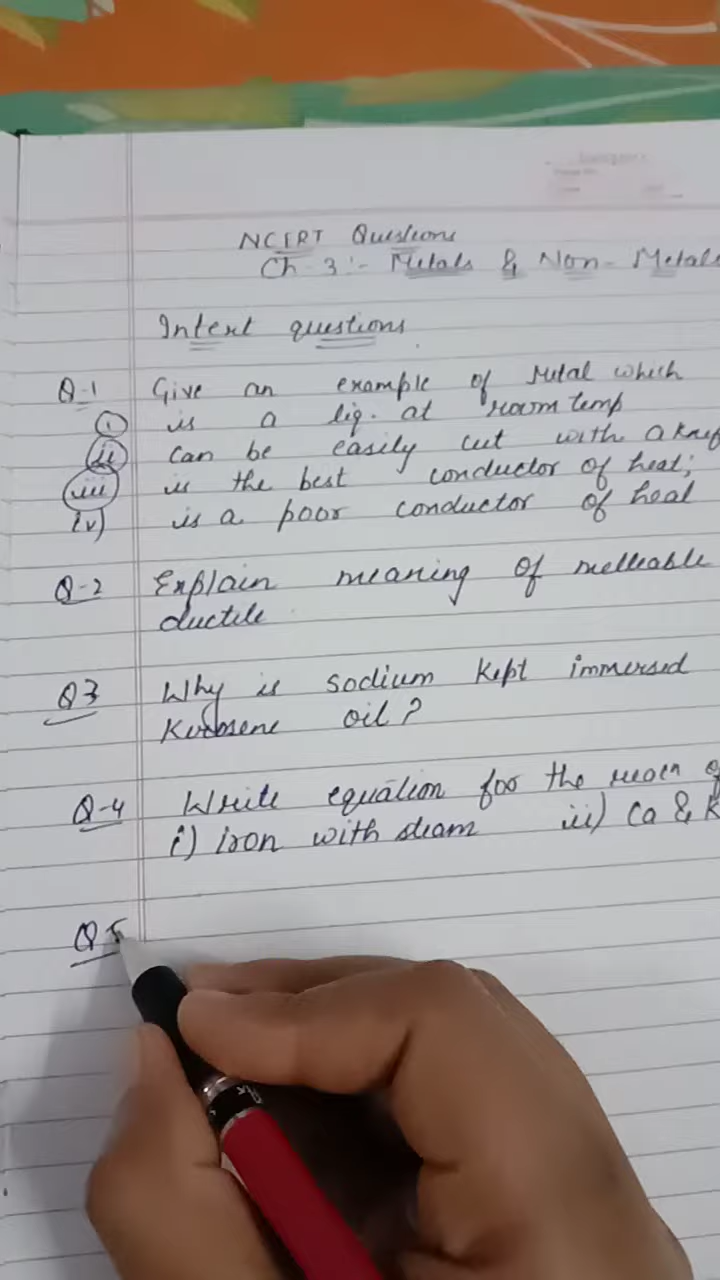 NCERT Questions
Ch-3:- Metals & Non-Metals
Intext questions
Q-1 Give an example of Metal which
i is a liq. at room temp
ii can be easily cut with a knif
iii is the best conductor of heat;
iv) is a poor conductor of heat
Q-2 Explain meaning of melleable
ductile
Q3 Why is sodium kept immersed
Kerosene oil?
Q-4 Write equation for the reacn of
i) iron with steam ii) Ca & K
Q5